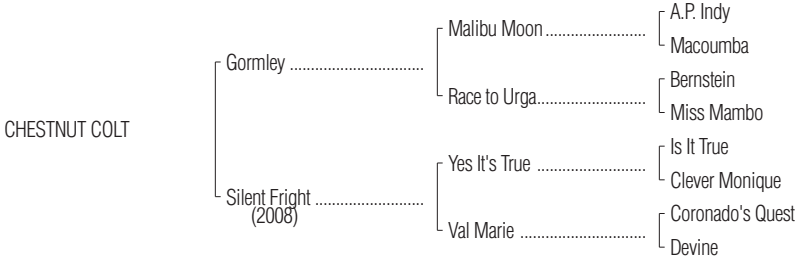 A.P. Indy
Malibu Moon ........................
Macoumba
Gormley ................................
Bernstein
Race to Urga..........................
Miss Mambo
CHESTNUT COLT
Is It True
Yes It's True ..........................
Clever Monique
Silent Fright ..........................
(2008)
Coronado's Quest
Val Marie ..............................
Devine